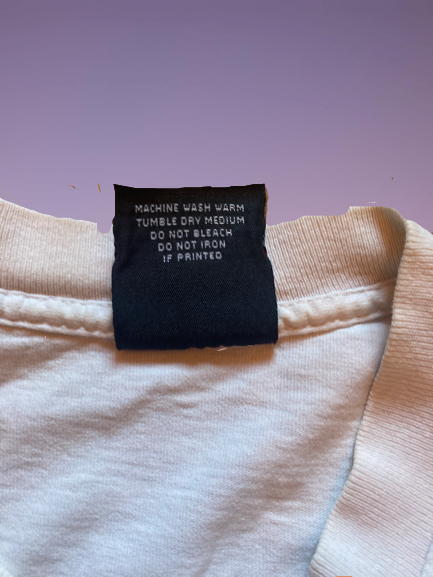 MACHINE WASH WARM
TUMBLE DRY MEDIUM
DO NOT BLEACH
DO NOT IRON
IF PRINTED